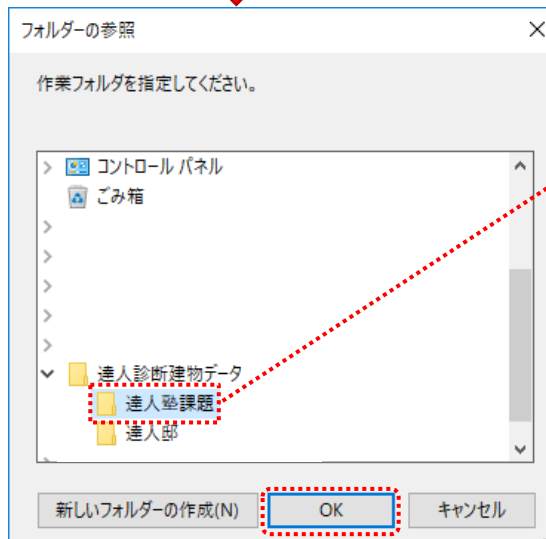 フォルダーの参照
作業フォルダを指定してください。
コントロール パネル
ごみ箱
達人診断建物データ
達人塾課題
達人邸
新しいフォルダーの作成(N)
OK
キャンセル